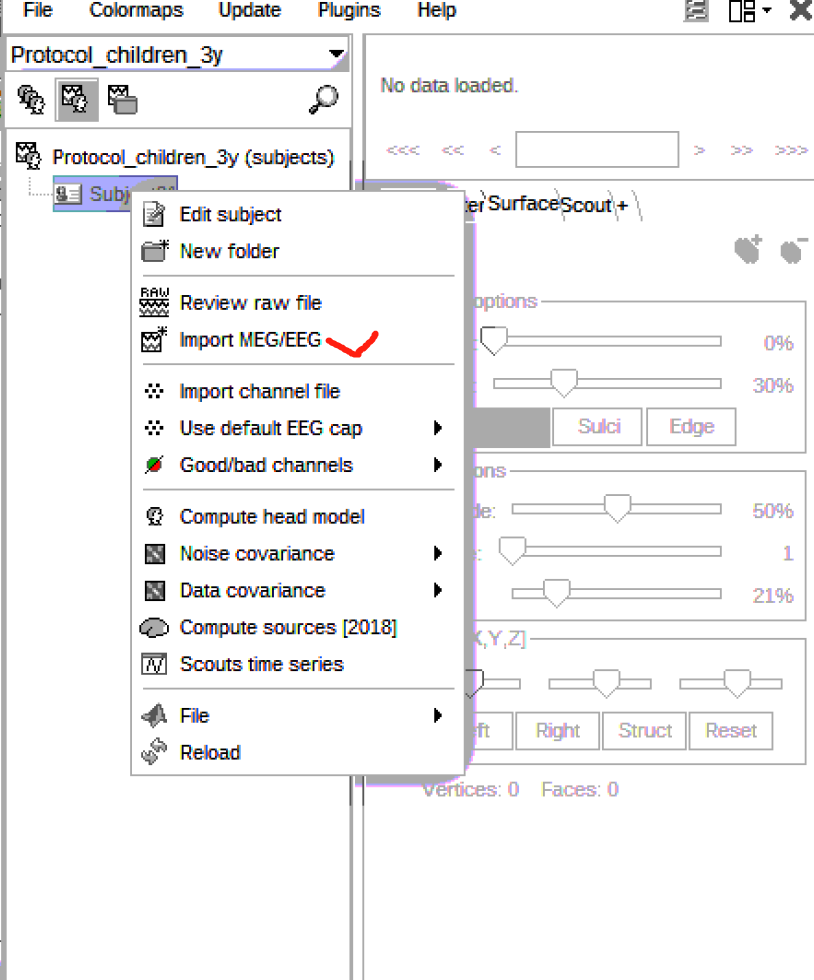 File Colormaps Update Plugins Help
Protocol_children_3y
No data loaded.
<<< << < > >> >>>
Protocol_children_3y (subjects)
Surface Scout +
Edit subject
New folder
RAW Review raw file
Import MEG/EEG
0%
Import channel file
30%
Use default EEG cap
Sulci Edge
Good/bad channels
Compute head model
50%
Noise covariance
1
Data covariance
21%
Compute sources [2018]
X,Y,Z]
Scouts time series
File
Right Struct Reset
Reload
Vertices: 0 Faces: 0